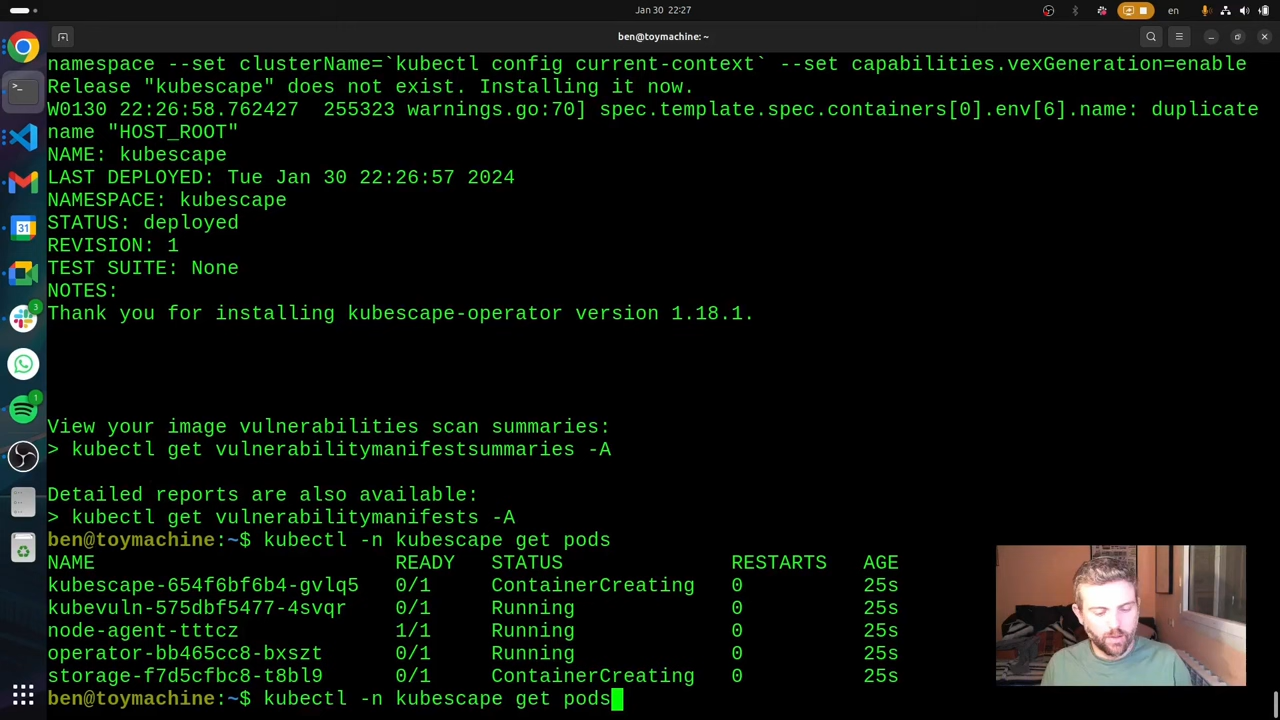 Jan 30 22:27
en
ben@toymachine: ~
namespace --set clusterName=`kubectl config current-context` --set capabilities.vexGeneration=enable
Release "kubescape" does not exist. Installing it now.
W0130 22:26:58.762427  255323 warnings.go:70] spec.template.spec.containers[0].env[6].name: duplicate
name "HOST_ROOT"
NAME: kubescape
LAST DEPLOYED: Tue Jan 30 22:26:57 2024
NAMESPACE: kubescape
STATUS: deployed
REVISION: 1
TEST SUITE: None
NOTES:
Thank you for installing kubescape-operator version 1.18.1.
View your image vulnerabilities scan summaries:
> kubectl get vulnerabilitymanifestsummaries -A
Detailed reports are also available:
> kubectl get vulnerabilitymanifests -A
ben@toymachine:~$ kubectl -n kubescape get pods
NAME                         READY   STATUS              RESTARTS   AGE
kubescape-654f6bf6b4-gvlq5   0/1     ContainerCreating   0          25s
kubevuln-575dbf5477-4svqr    0/1     Running             0          25s
node-agent-tttcz             1/1     Running             0          25s
operator-bb465cc8-bxszt      0/1     Running             0          25s
storage-f7d5cfbc8-t8bl9      0/1     ContainerCreating   0          25s
ben@toymachine:~$ kubectl -n kubescape get pods
>_
31
3
1